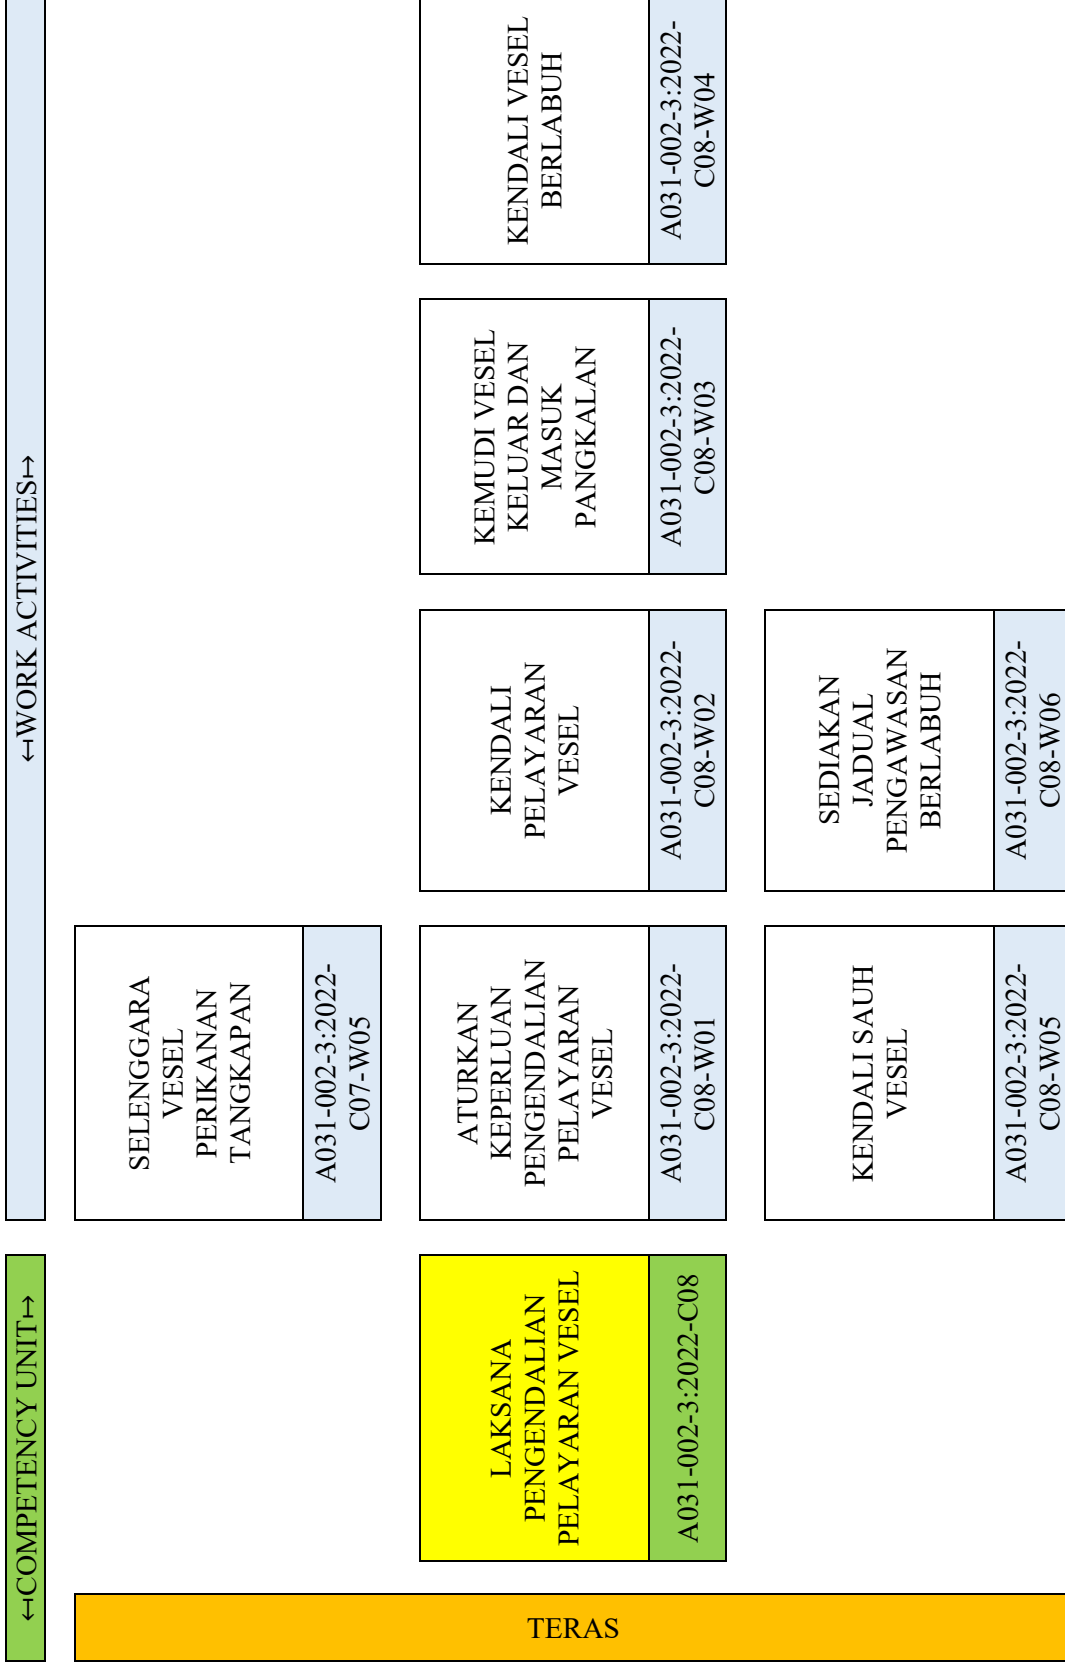 ←COMPETENCY UNIT→
←WORK ACTIVITIES→
TERAS
SELENGGARA
VESEL
PERIKANAN
TANGKAPAN
A031-002-3:2022-
C07-W05
LAKSANA
PENGENDALIAN
PELAYARAN VESEL
A031-002-3:2022-C08
ATURKAN
KEPERLUAN
PENGENDALIAN
PELAYARAN
VESEL
A031-002-3:2022-
C08-W01
KENDALI
PELAYARAN
VESEL
A031-002-3:2022-
C08-W02
KEMUDI VESEL
KELUAR DAN
MASUK
PANGKALAN
A031-002-3:2022-
C08-W03
KENDALI VESEL
BERLABUH
A031-002-3:2022-
C08-W04
KENDALI SAUH
VESEL
A031-002-3:2022-
C08-W05
SEDIAKAN
JADUAL
PENGAWASAN
BERLABUH
A031-002-3:2022-
C08-W06